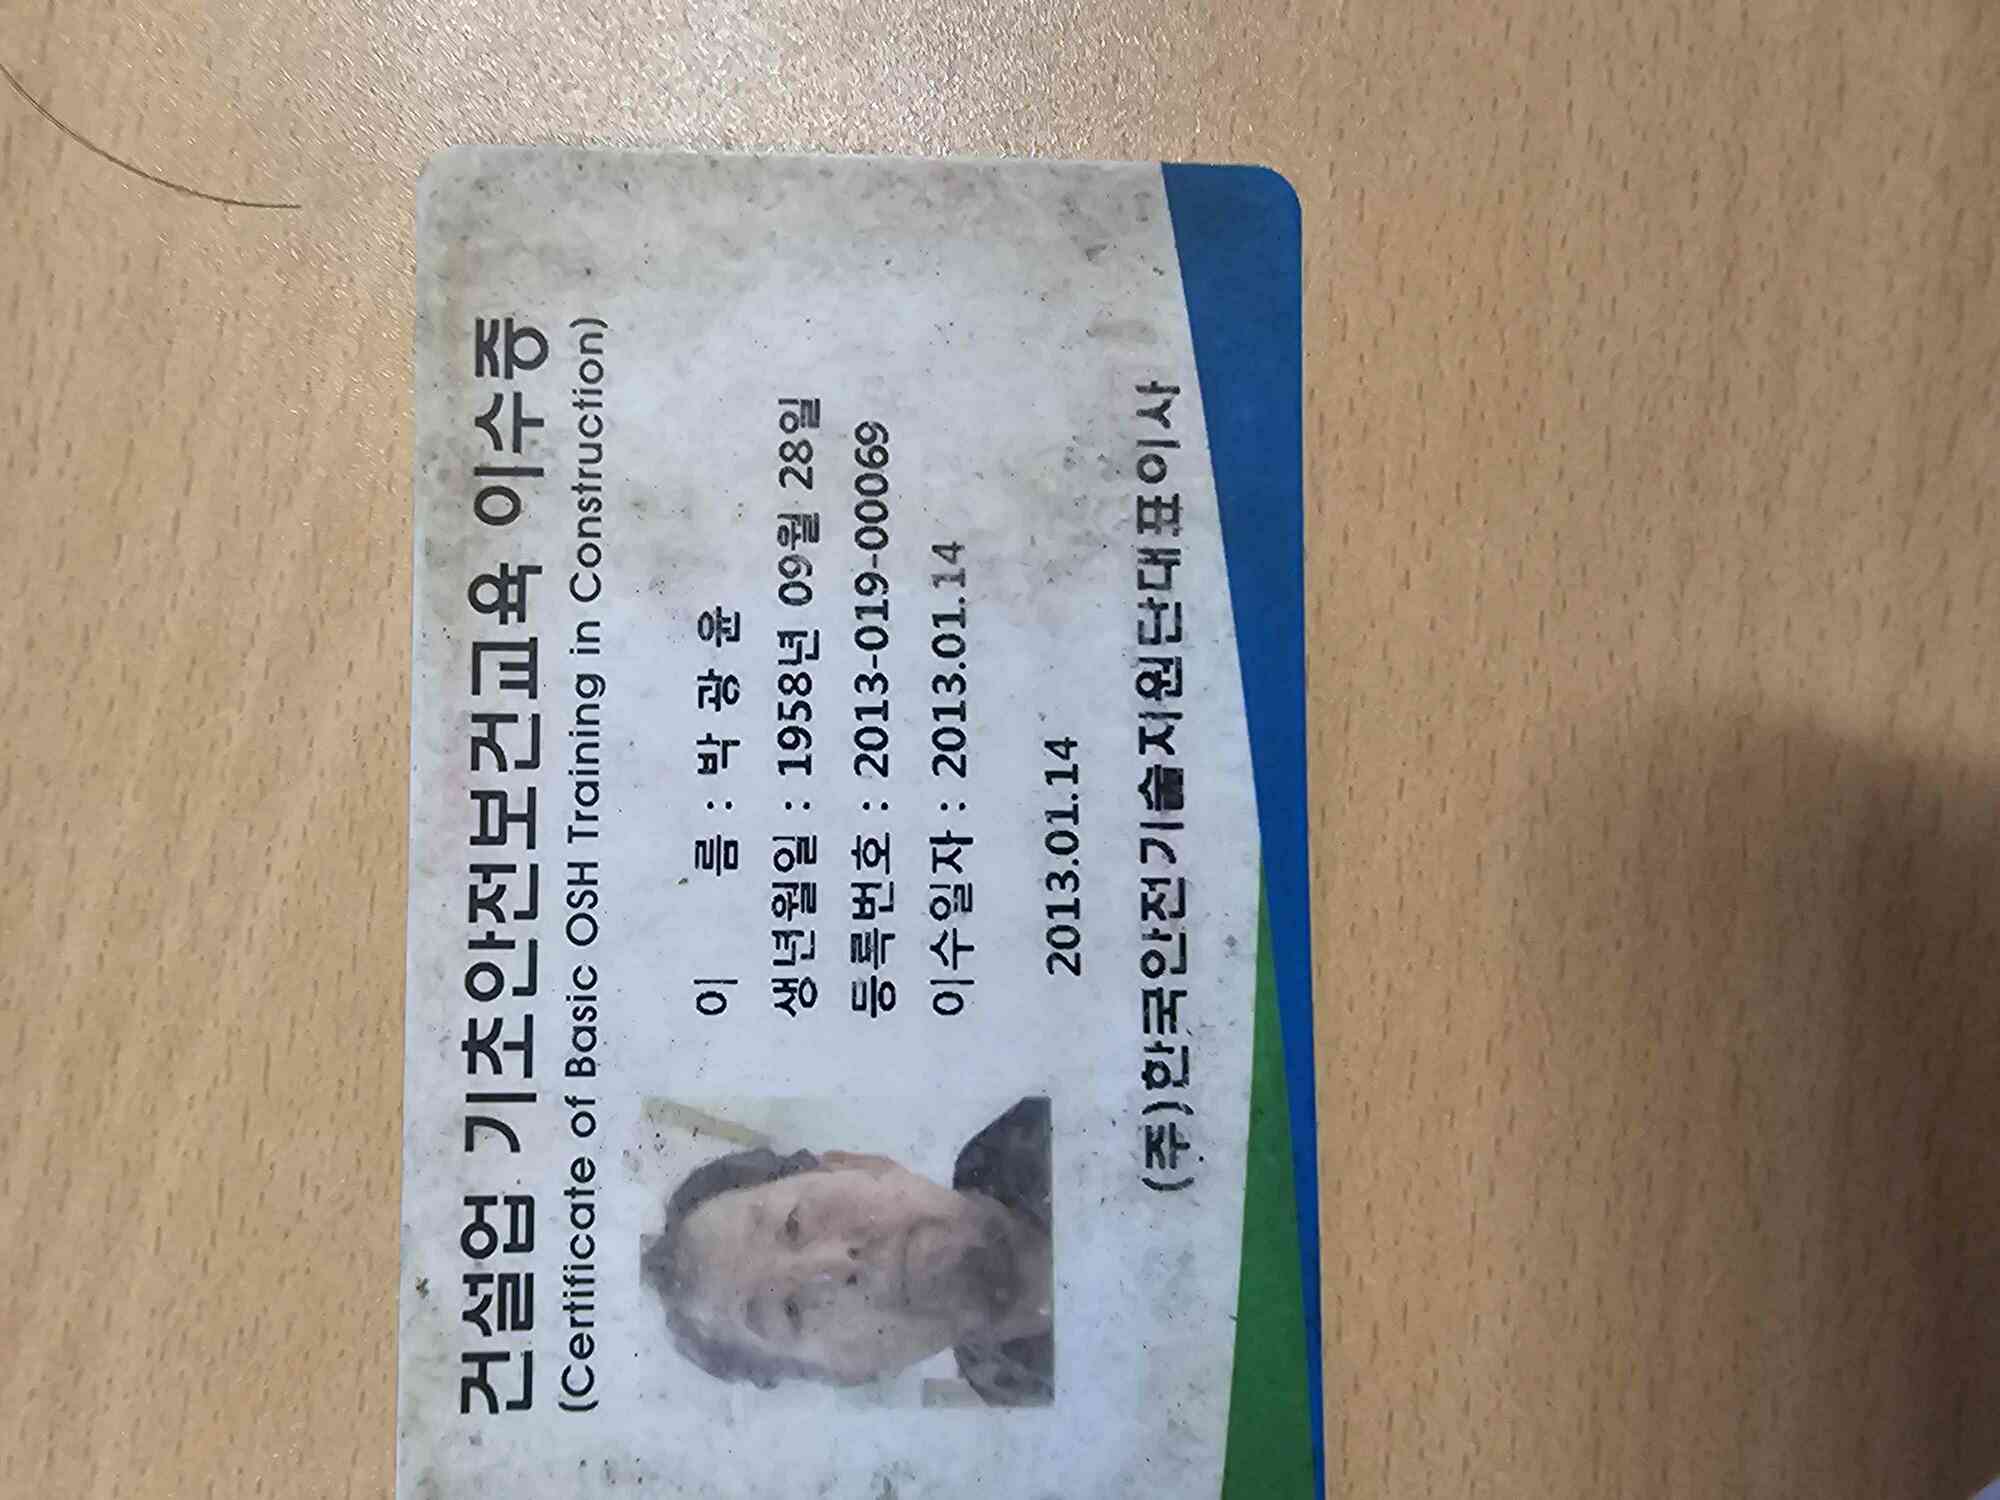 건설업 기초안전보건교육 이수증
(Certificate of Basic OSH Training in Construction)
이 름 : 박 광 윤
생년월일 : 1958년 09월 28일
등록번호 : 2013-019-00069
이수일자 : 2013.01.14
2013.01.14
(주)한국안전기술지원단대표이사